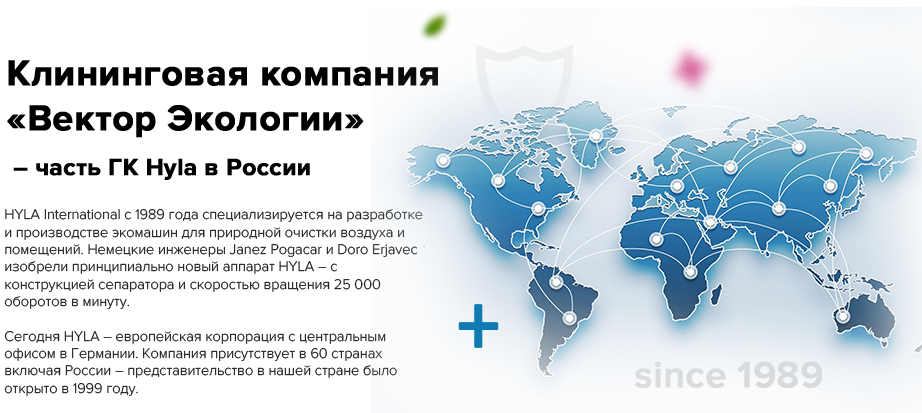 Клининговая компания
«Вектор Экологии»
– часть ГК Hyla в России
HYLA International с 1989 года специализируется на разработке
и производстве экомашин для природной очистки воздуха и
помещений. Немецкие инженеры Janez Pogacar и Doro Erjavec
изобрели принципиально новый аппарат HYLA – с
конструкцией сепаратора и скоростью вращения 25 000
оборотов в минуту.
Сегодня HYLA – европейская корпорация с центральным
офисом в Германии. Компания присутствует в 60 странах
включая России – представительство в нашей стране было
открыто в 1999 году.
since 1989